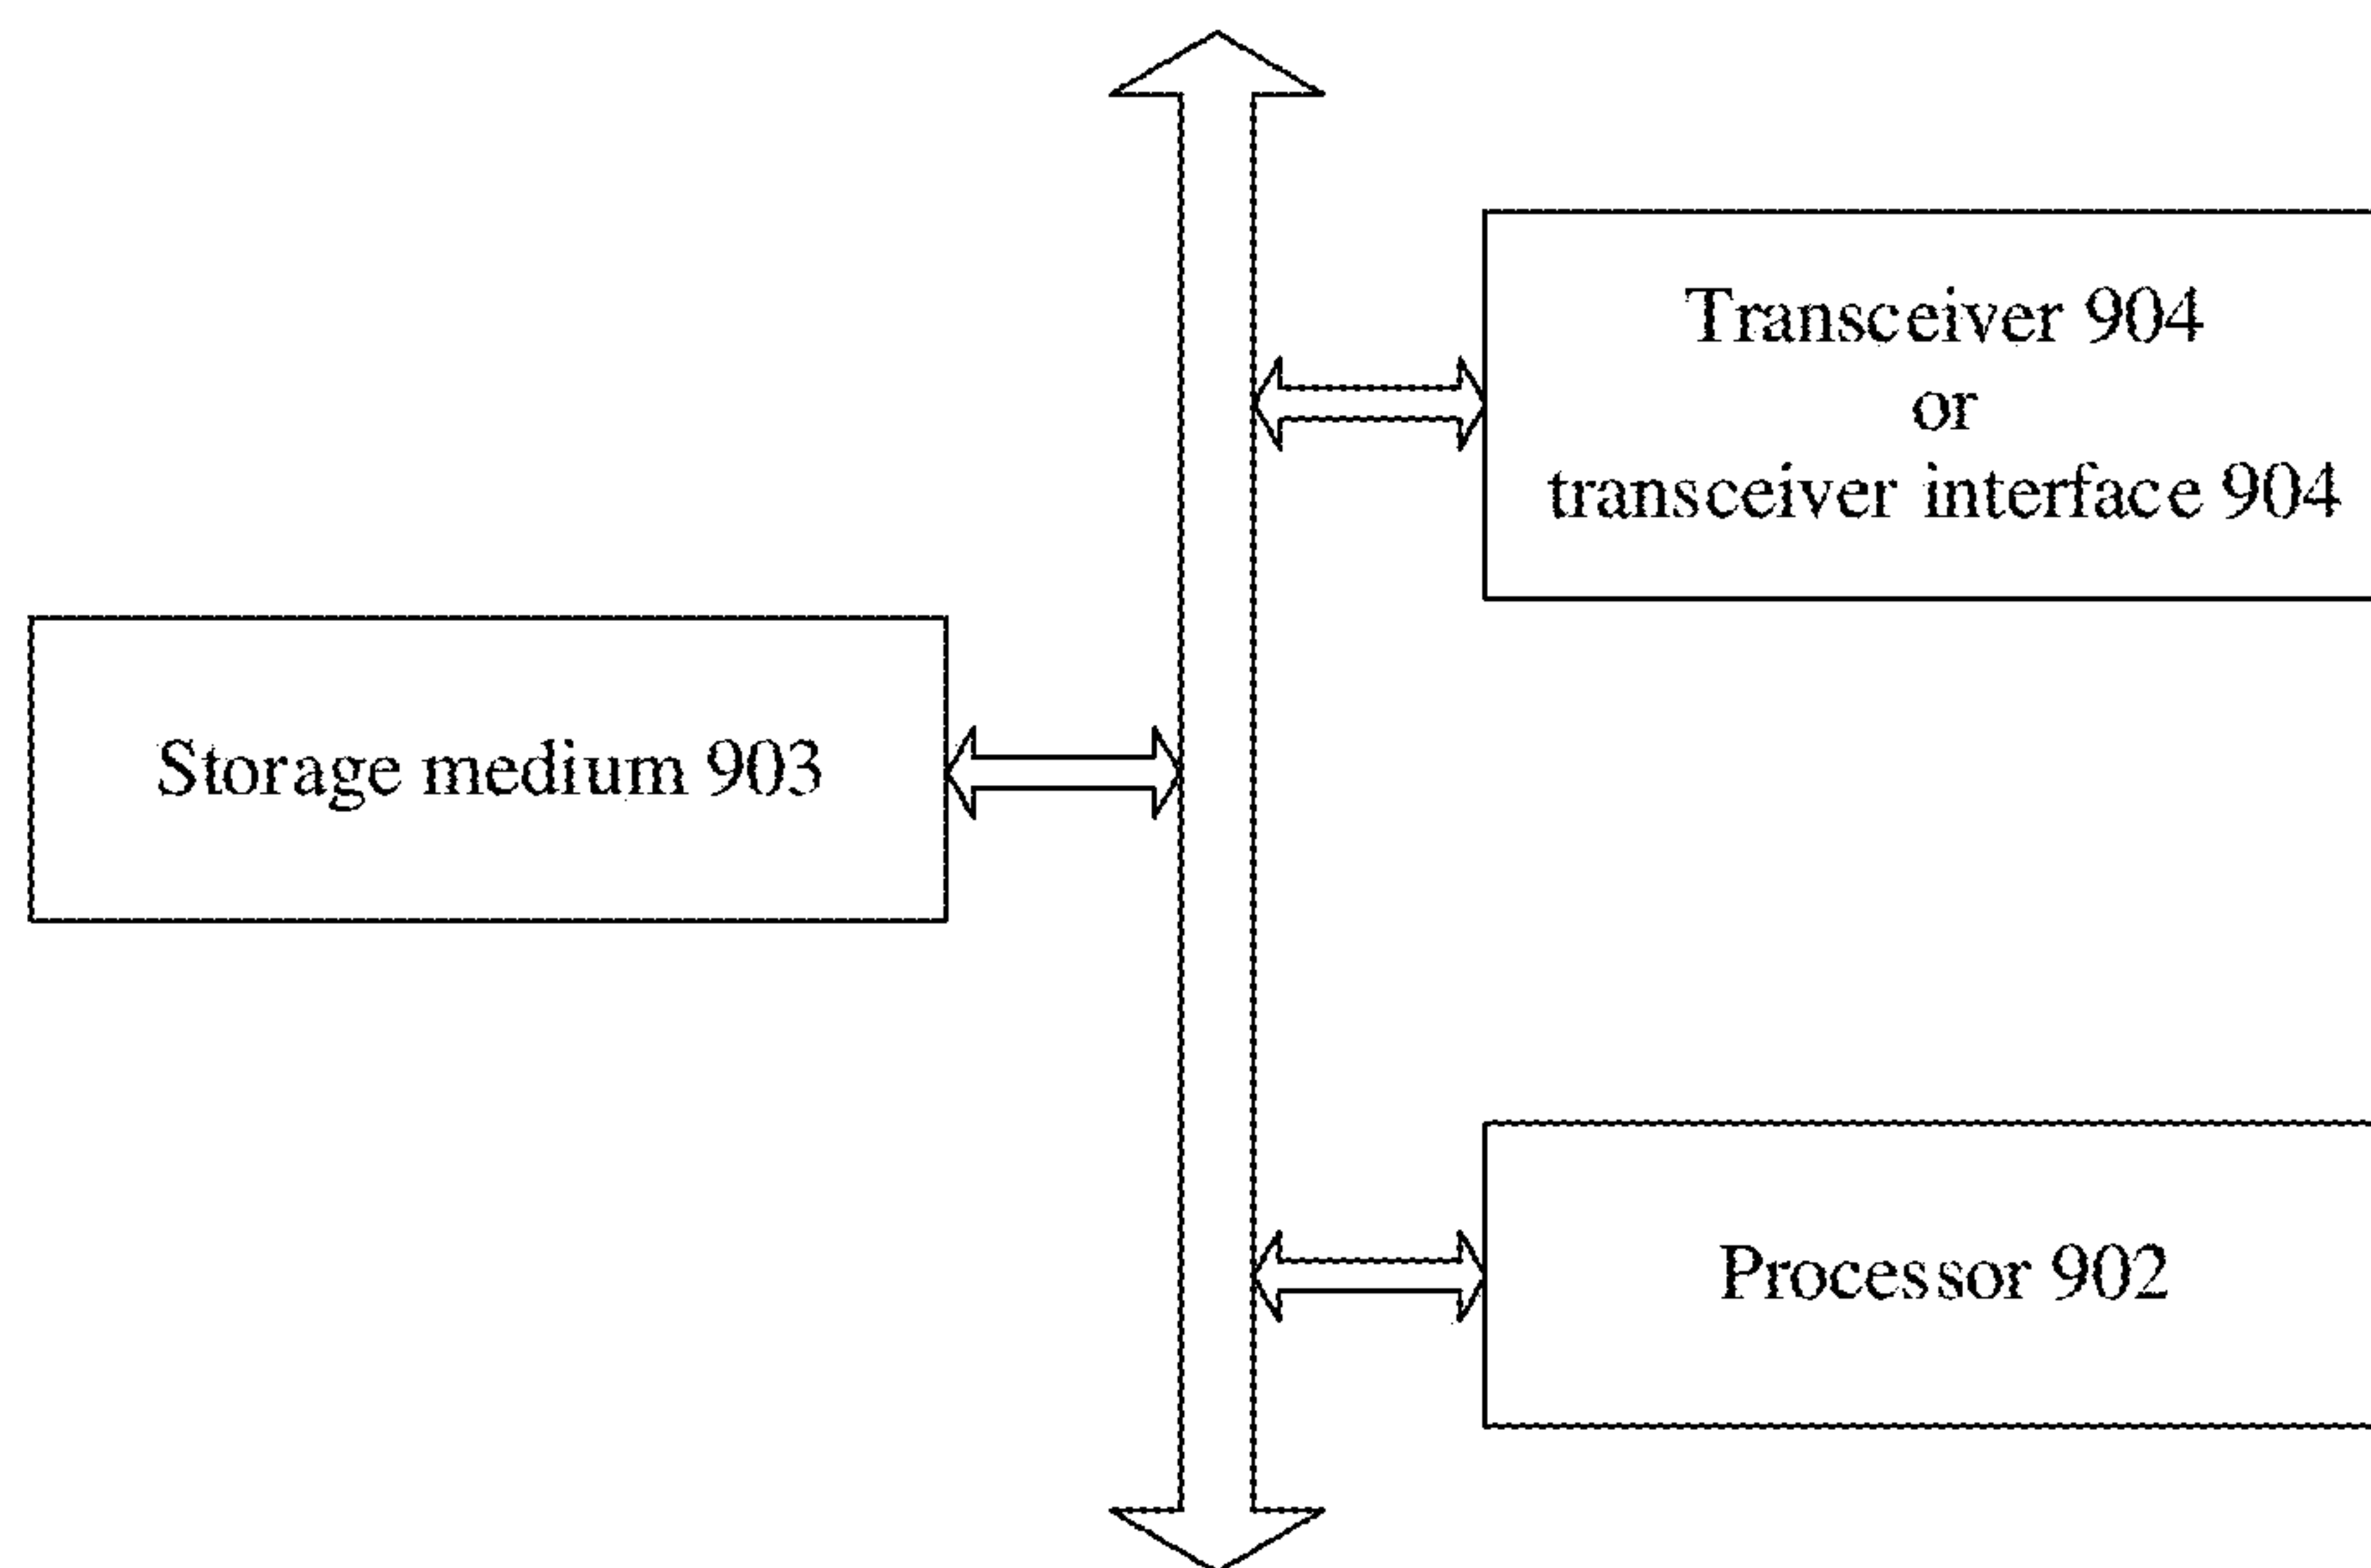 Transceiver 904
or
transceiver interface 904
Storage medium 903
Processor 902